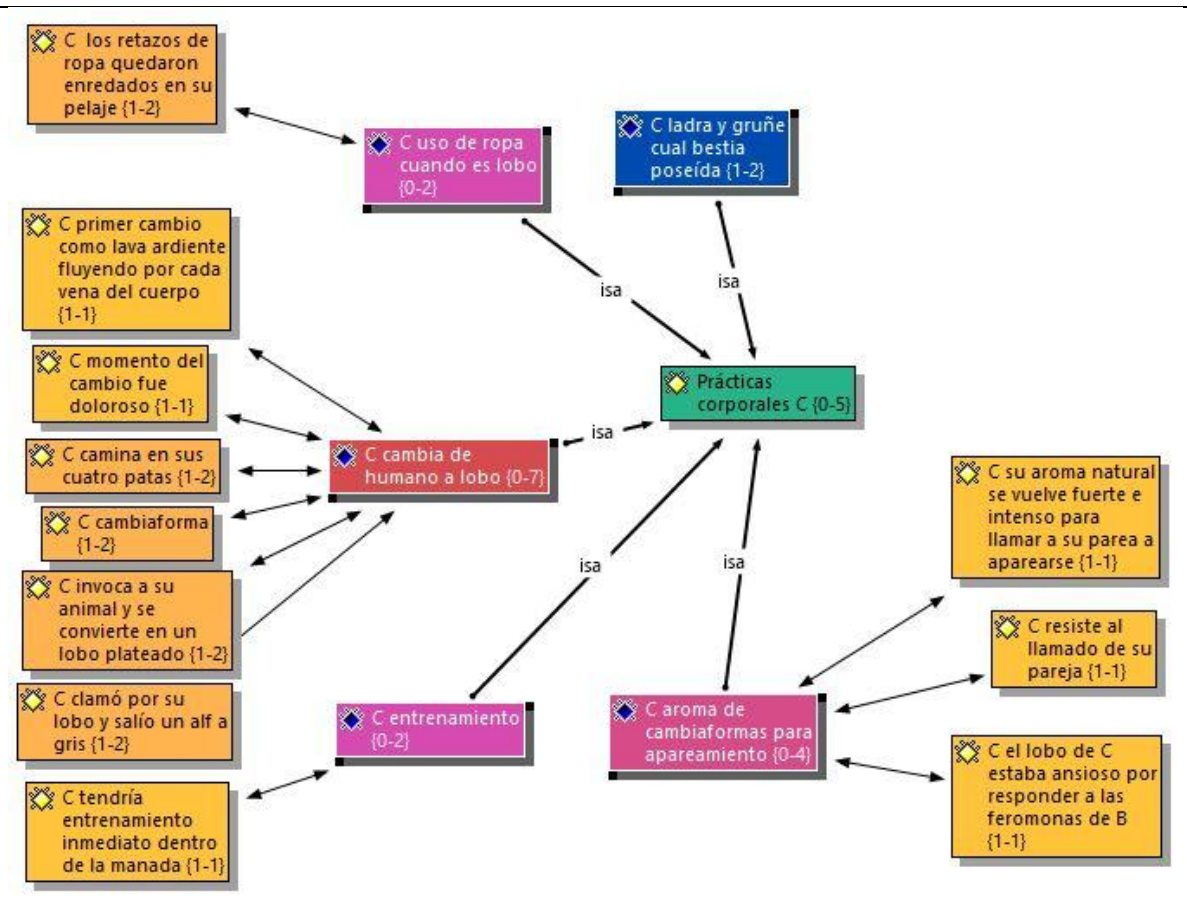 C los retazos de
ropa quedaron
enredados en su
pelaje {1-2}
C uso de ropa
cuando es lobo
{0-2}
C ladra y gruñe
cual bestia
poseída {1-2}
C primer cambio
como lava ardiente
fluyendo por cada
vena del cuerpo
{1-1}
isa
isa
C momento del
cambio fue
doloroso {1-1}
Prácticas
corporales C {0-5}
isa
C camina en sus
cuatro patas {1-2}
C cambia de
humano a lobo {0-7}
C cambiaforma
{1-2}
C su aroma natural
se vuelve fuerte e
intenso para
llamar a su parea a
aparearse {1-1}
isa
isa
C invoca a su
animal y se
convierte en un
lobo plateado {1-2}
C resiste al
llamado de su
pareja {1-1}
C clamó por su
lobo y salío un alf a
gris {1-2}
C entrenamiento
{0-2}
C aroma de
cambiaformas para
apareamiento {0-4}
C el lobo de C
estaba ansioso por
responder a las
feromonas de B
{1-1}
C tendría
entrenamiento
inmediato dentro
de la manada {1-1}